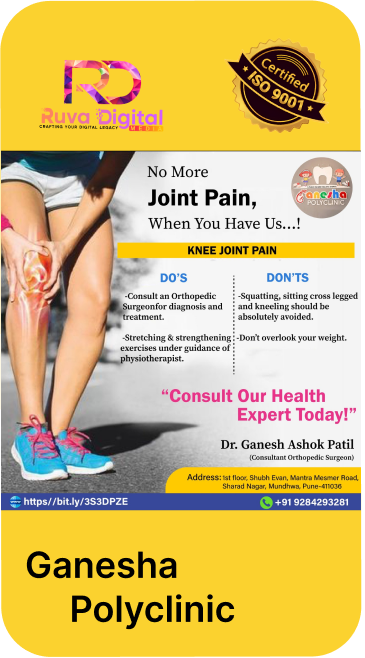 RD
Ruva Digital
CRAFTING YOUR DIGITAL LEGACY MEDIA
Certified
ISO 9001
No More
Joint Pain,
When You Have Us...!
Ganesha
POLYCLINIC
KNEE JOINT PAIN
DO'S
-Consult an Orthopedic
Surgeonfor diagnosis and
treatment.
-Stretching & strengthening
exercises under guidance of
physiotherapist.
DON'TS
-Squatting, sitting cross legged
and kneeling should be
absolutely avoided.
-Don't overlook your weight.
“Consult Our Health
Expert Today!”
Dr. Ganesh Ashok Patil
(Consultant Orthopedic Surgeon)
Address: 1st floor, Shubh Evan, Mantra Mesmer Road,
Sharad Nagar, Mundhwa, Pune-411036
https//bit.ly/3S3DPZE
+91 9284293281
Ganesha
Polyclinic